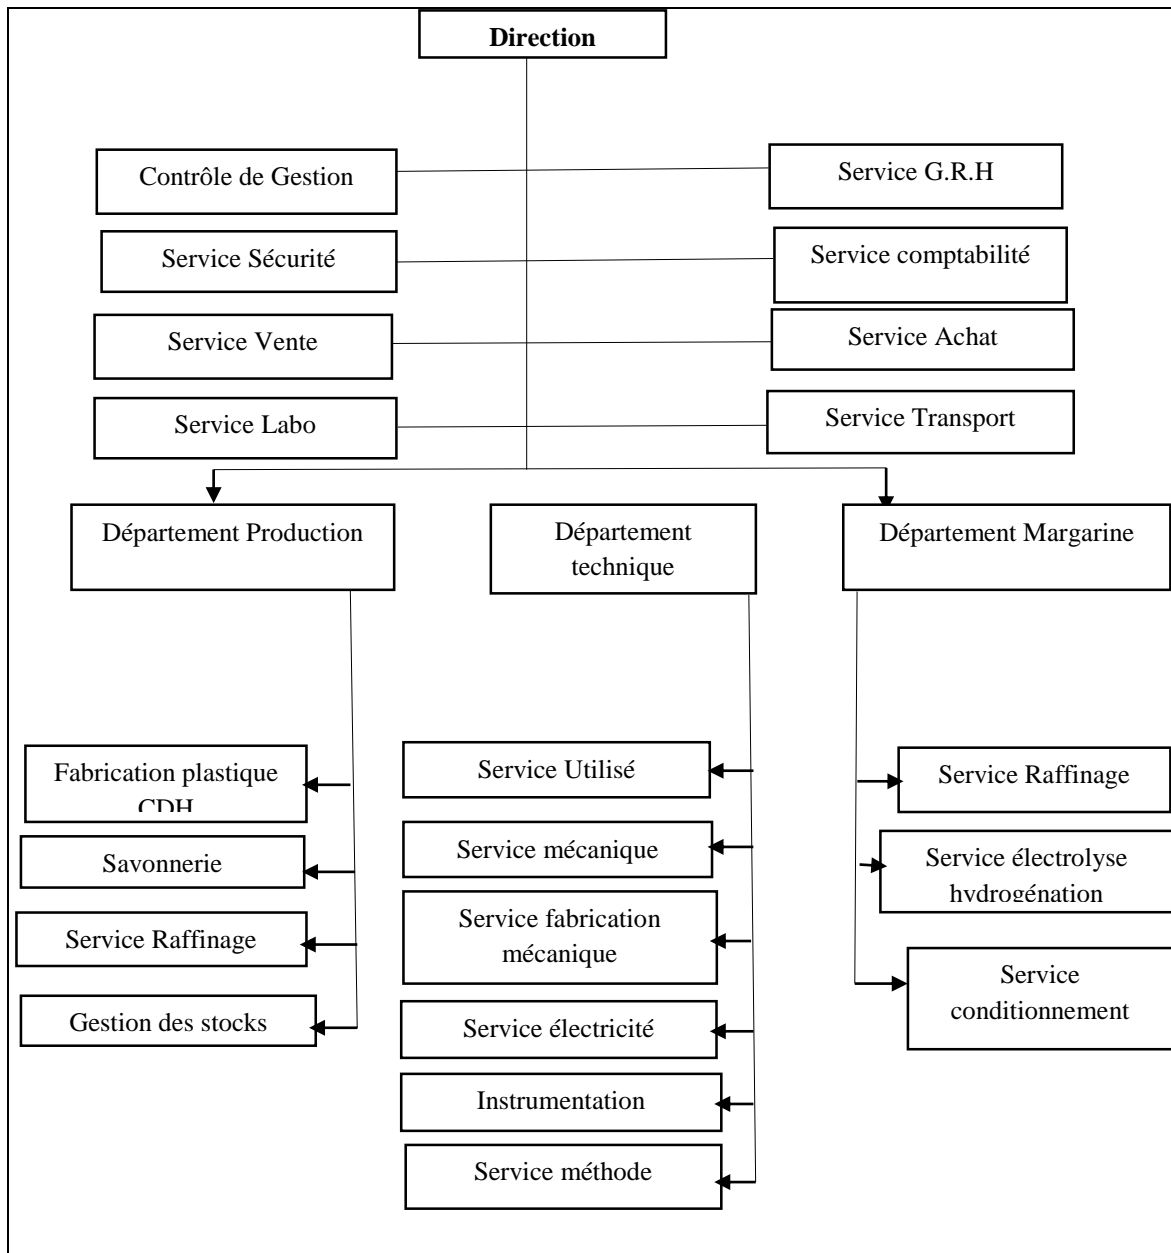 Direction
Contrôle de Gestion
Service G.R.H
Service Sécurité
Service comptabilité
Service Vente
Service Achat
Service Labo
Service Transport
Département Production
Département
technique
Département Margarine
Fabrication plastique
CDH
Savonnerie
Service Raffinage
Gestion des stocks
Service Utilisé
Service mécanique
Service fabrication
mécanique
Service électricité
Instrumentation
Service méthode
Service Raffinage
Service électrolyse
hydrogénation
Service
conditionnement